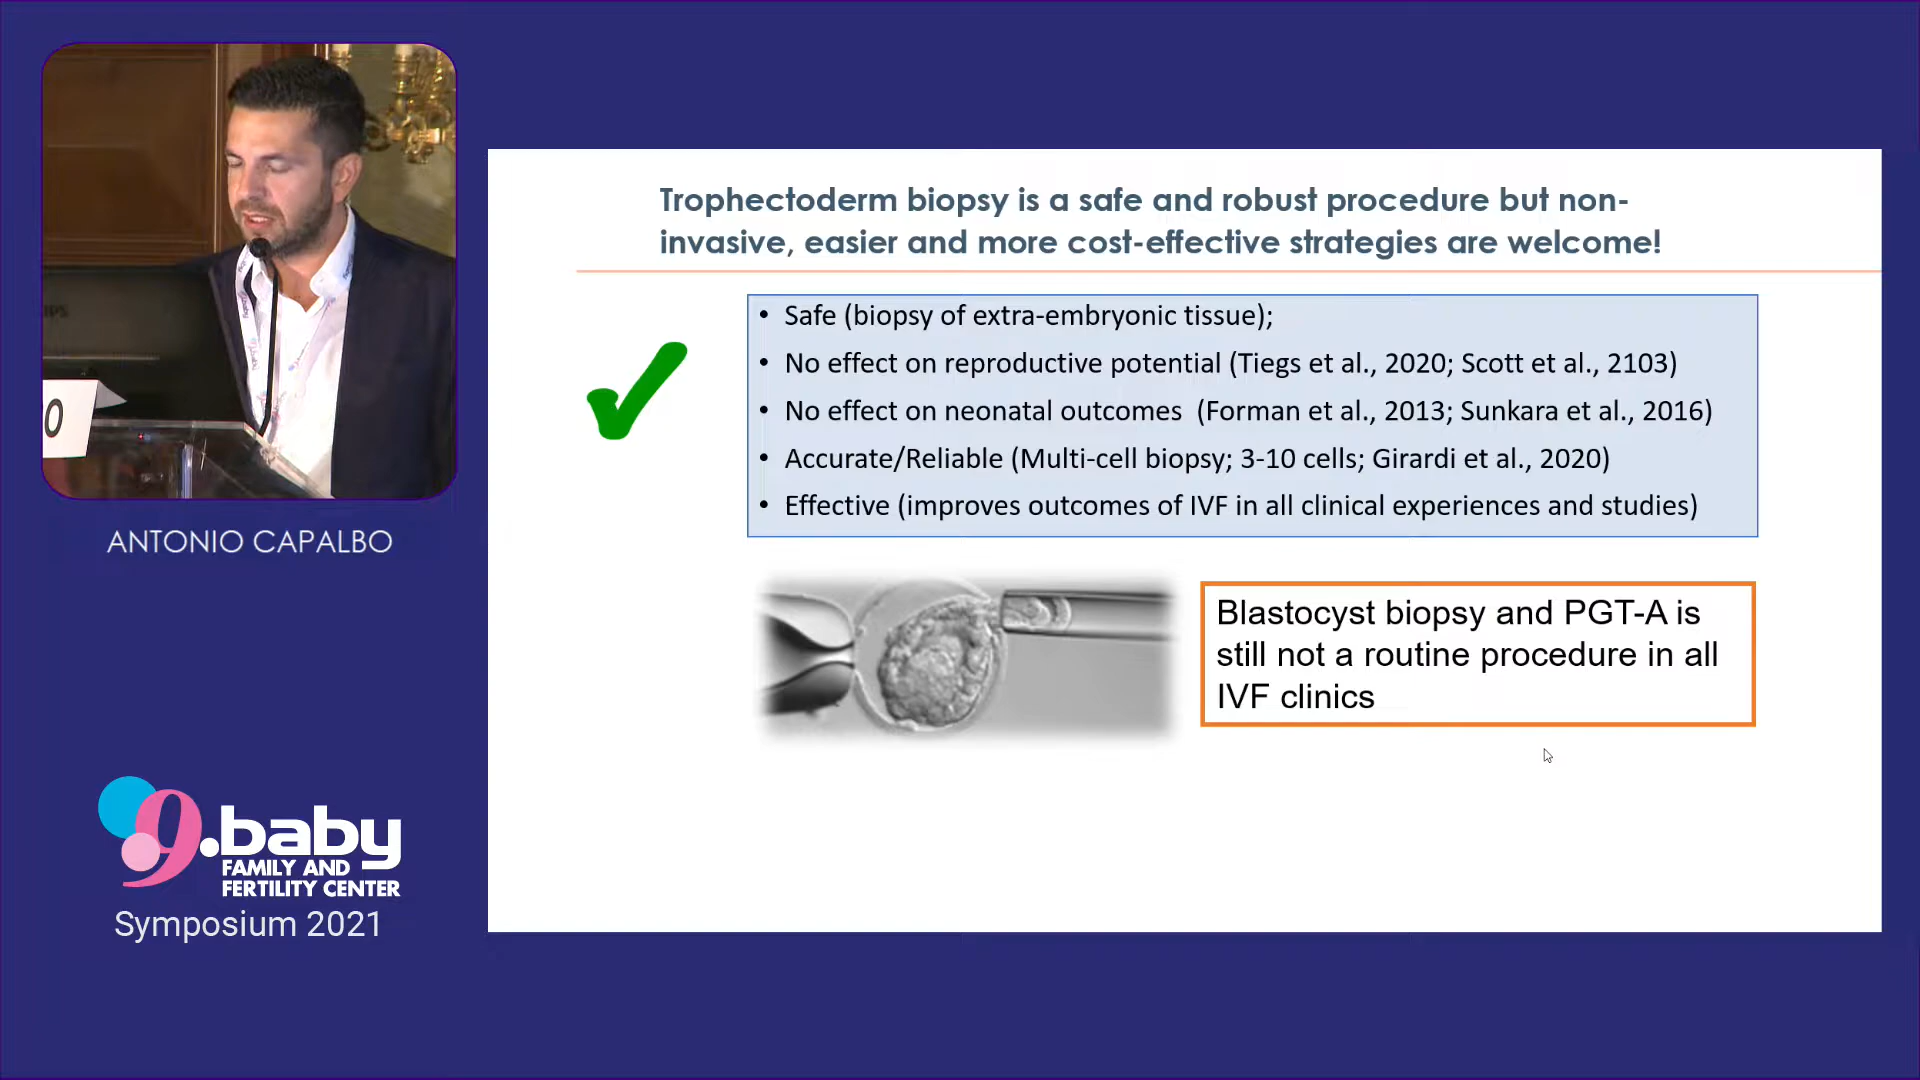 Trophectoderm biopsy is a safe and robust procedure but non-
invasive, easier and more cost-effective strategies are welcome!
• Safe (biopsy of extra-embryonic tissue);
• No effect on reproductive potential (Tiegs et al., 2020; Scott et al., 2103)
• No effect on neonatal outcomes (Forman et al., 2013; Sunkara et al., 2016)
• Accurate/Reliable (Multi-cell biopsy; 3-10 cells; Girardi et al., 2020)
• Effective (improves outcomes of IVF in all clinical experiences and studies)
Blastocyst biopsy and PGT-A is
still not a routine procedure in all
IVF clinics
O
ANTONIO CAPALBO
9.baby
FAMILY AND
FERTILITY CENTER
Symposium 2021